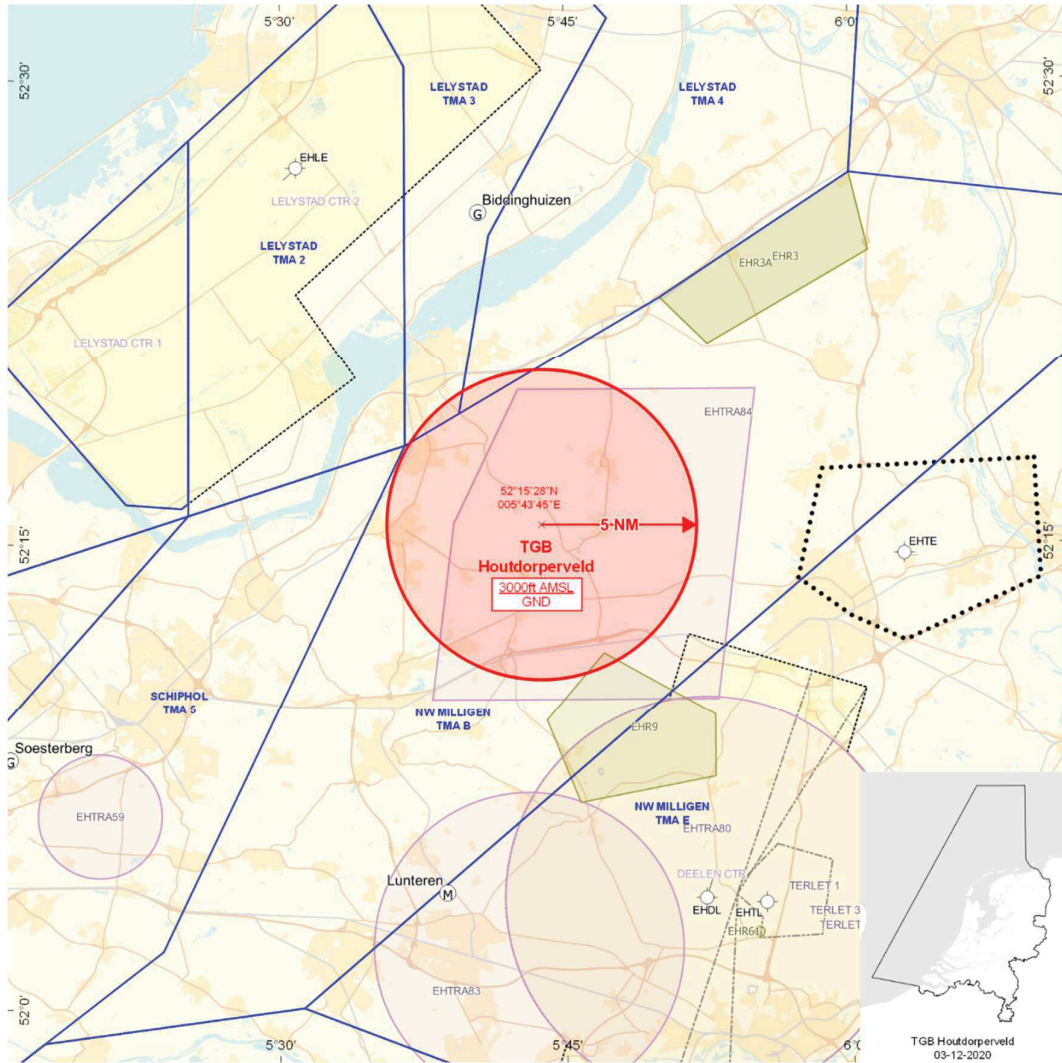 5°30'
5°45'
6°0'
52°30'
52°30'
LELYSTAD
TMA 3
LELYSTAD
TMA 4
EHLE
LELYSTAD CTR 2
Biddinghuizen
G
LELYSTAD
TMA 2
EHR3A
EHR3
LELYSTAD CTR 1
EHTRA84
52°15'28"N
005°43'45"E
5-NM
52°15'
52°15'
EHTE
TGB
Houtdorperveld
3000ft AMSL
GND
SCHIPHOL
TMA 5
NW MILLIGEN
TMA B
EHR9
Soesterberg
G
EHTRA59
NW MILLIGEN
TMA E
EHTRA80
Lunteren
M
DEELEN CTR
EHDL
EHTL
TERLET 1
TERLET 3
TERLET
EHTRA83
52°0'
5°30'
5°45'
TGB Houtdorperveld
03-12-2020